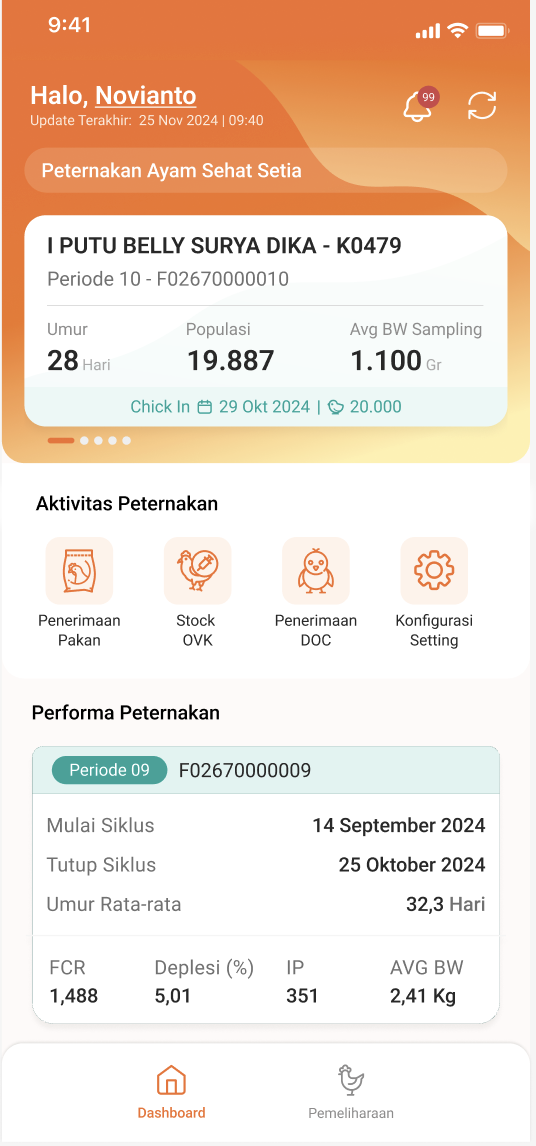 9:41
Halo, Novianto
99
Update Terakhir: 25 Nov 2024 | 09:40
Peternakan Ayam Sehat Setia
I PUTU BELLY SURYA DIKA - K0479
Periode 10 - F02670000010
Umur Populasi Avg BW Sampling
28 Hari 19.887 1.100 Gr
Chick In 29 Okt 2024 | 20.000
Aktivitas Peternakan
Penerimaan Stock Penerimaan Konfigurasi
Pakan OVK DOC Setting
Performa Peternakan
Periode 09 F02670000009
Mulai Siklus 14 September 2024
Tutup Siklus 25 Oktober 2024
Umur Rata-rata 32,3 Hari
FCR Deplesi (%) IP AVG BW
1,488 5,01 351 2,41 Kg
Dashboard Pemeliharaan